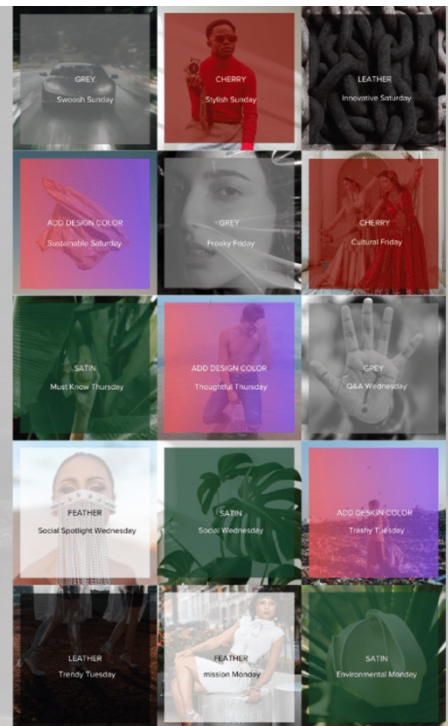 GREY
Swoosh Sunday
CHERRY
Stylish Sunday
LEATHER
Innovative Saturday
ADD DESIGN COLOR
Sustainable Saturday
GREY
Freaky Friday
CHERRY
Cultural Friday
SATIN
Must Know Thursday
ADD DESIGN COLOR
Thoughtful Thursday
GREY
Q&A Wednesday
FEATHER
Social Spotlight Wednesday
SATIN
Social Wednesday
ADD DESIGN COLOR
Trashy Tuesday
LEATHER
Trendy Tuesday
FEATHER
mission Monday
SATIN
Environmental Monday